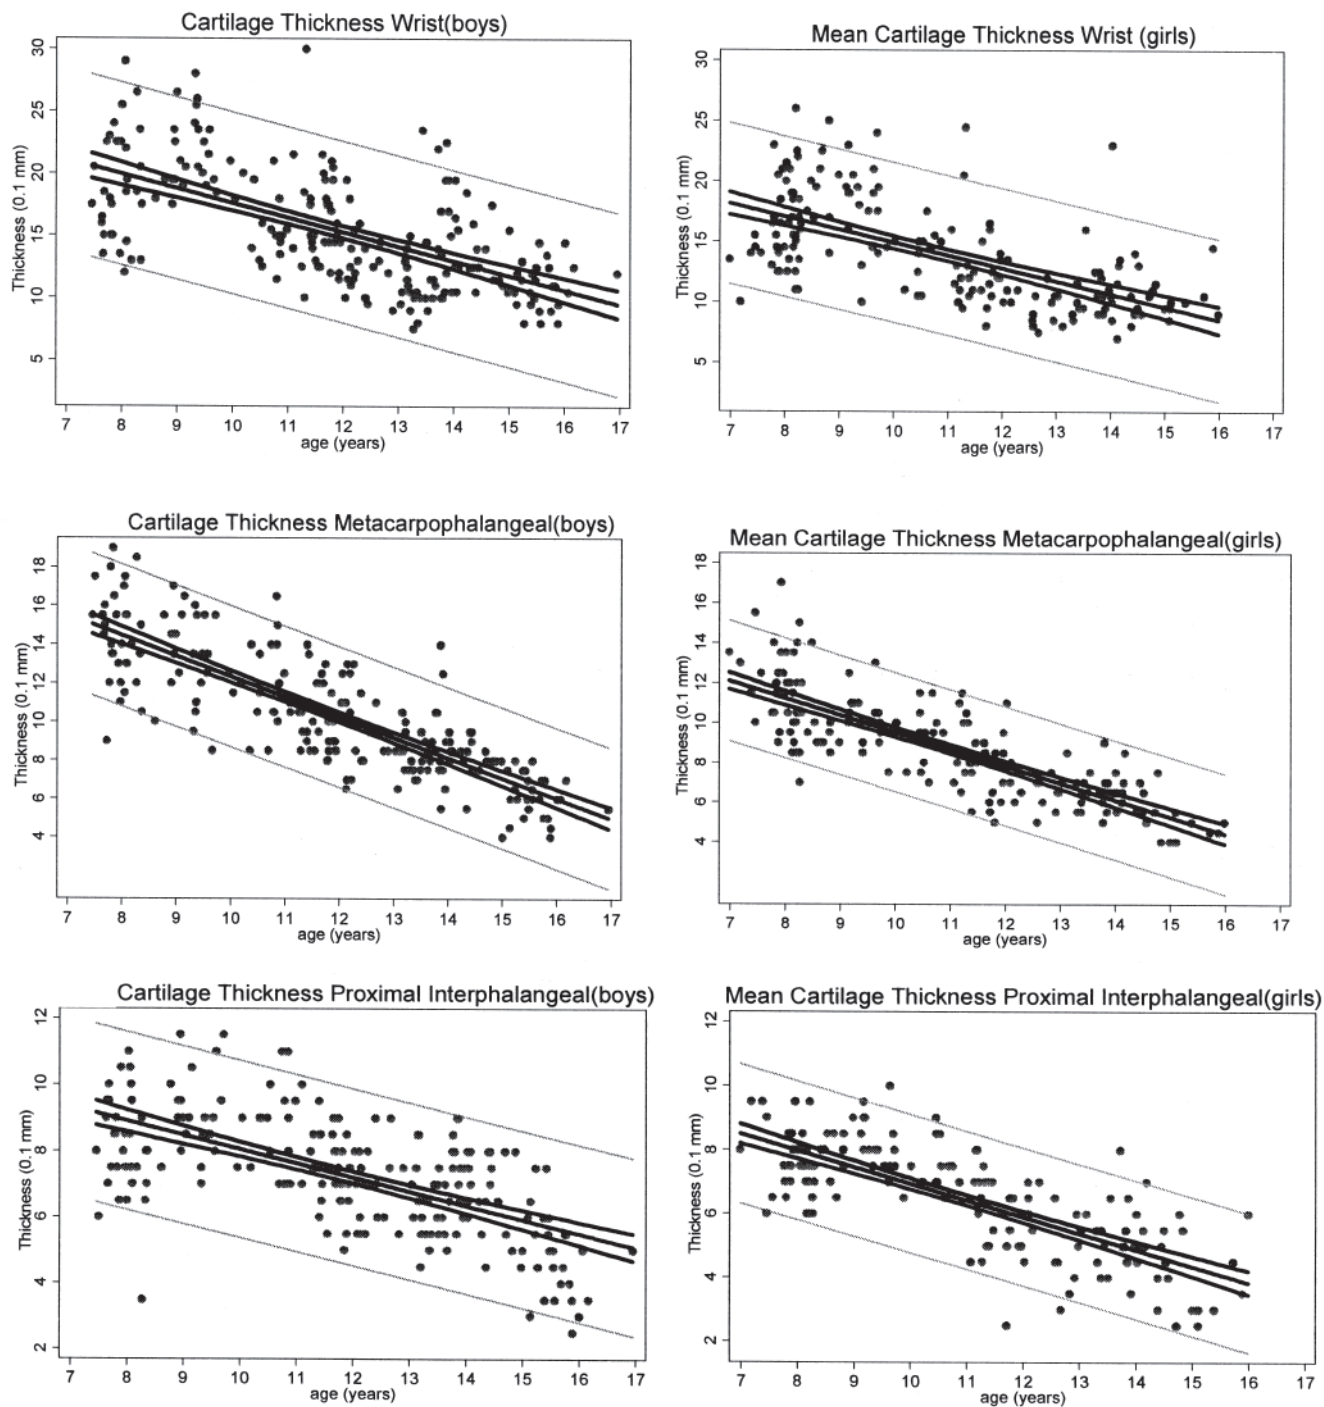 Cartilage Thickness Wrist(boys)
Thickness (0.1 mm)
30
25
20
15
10
5
7 8 9 10 11 12 13 14 15 16 17
age (years)
Mean Cartilage Thickness Wrist (girls)
Thickness (0.1 mm)
30
25
20
15
10
5
7 8 9 10 11 12 13 14 15 16 17
age (years)
Cartilage Thickness Metacarpophalangeal(boys)
Thickness (0.1 mm)
18
16
14
12
10
8
6
4
7 8 9 10 11 12 13 14 15 16 17
age (years)
Mean Cartilage Thickness Metacarpophalangeal(girls)
Thickness (0.1 mm)
18
16
14
12
10
8
6
4
7 8 9 10 11 12 13 14 15 16 17
age (years)
Cartilage Thickness Proximal Interphalangeal(boys)
Thickness (0.1 mm)
12
10
8
6
4
2
7 8 9 10 11 12 13 14 15 16 17
age (years)
Mean Cartilage Thickness Proximal Interphalangeal(girls)
Thickness (0.1 mm)
12
10
8
6
4
2
7 8 9 10 11 12 13 14 15 16 17
age (years)